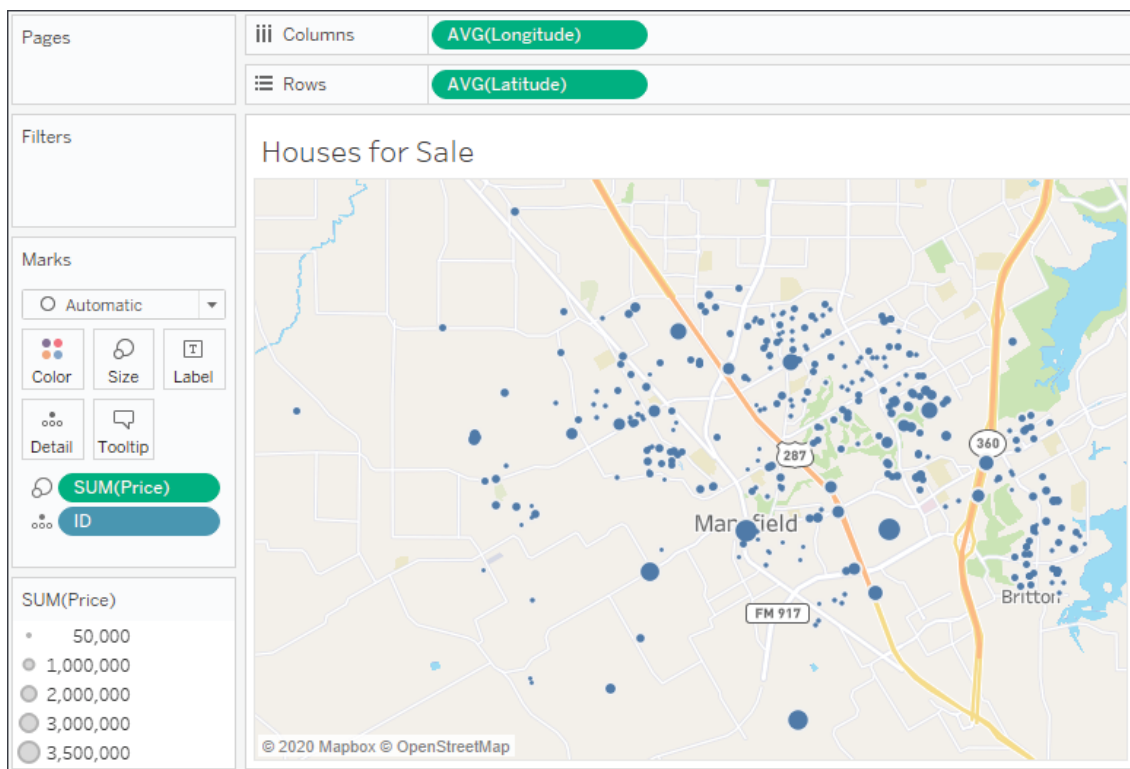 Pages
Columns
AVG(Longitude)
Rows
AVG(Latitude)
Filters
Houses for Sale
Marks
Automatic
Color
Size
T
Label
Detail
Tooltip
SUM(Price)
ID
SUM(Price)
50,000
1,000,000
2,000,000
3,000,000
3,500,000
360
287
Mansfield
FM 917
Britton
© 2020 Mapbox © OpenStreetMap